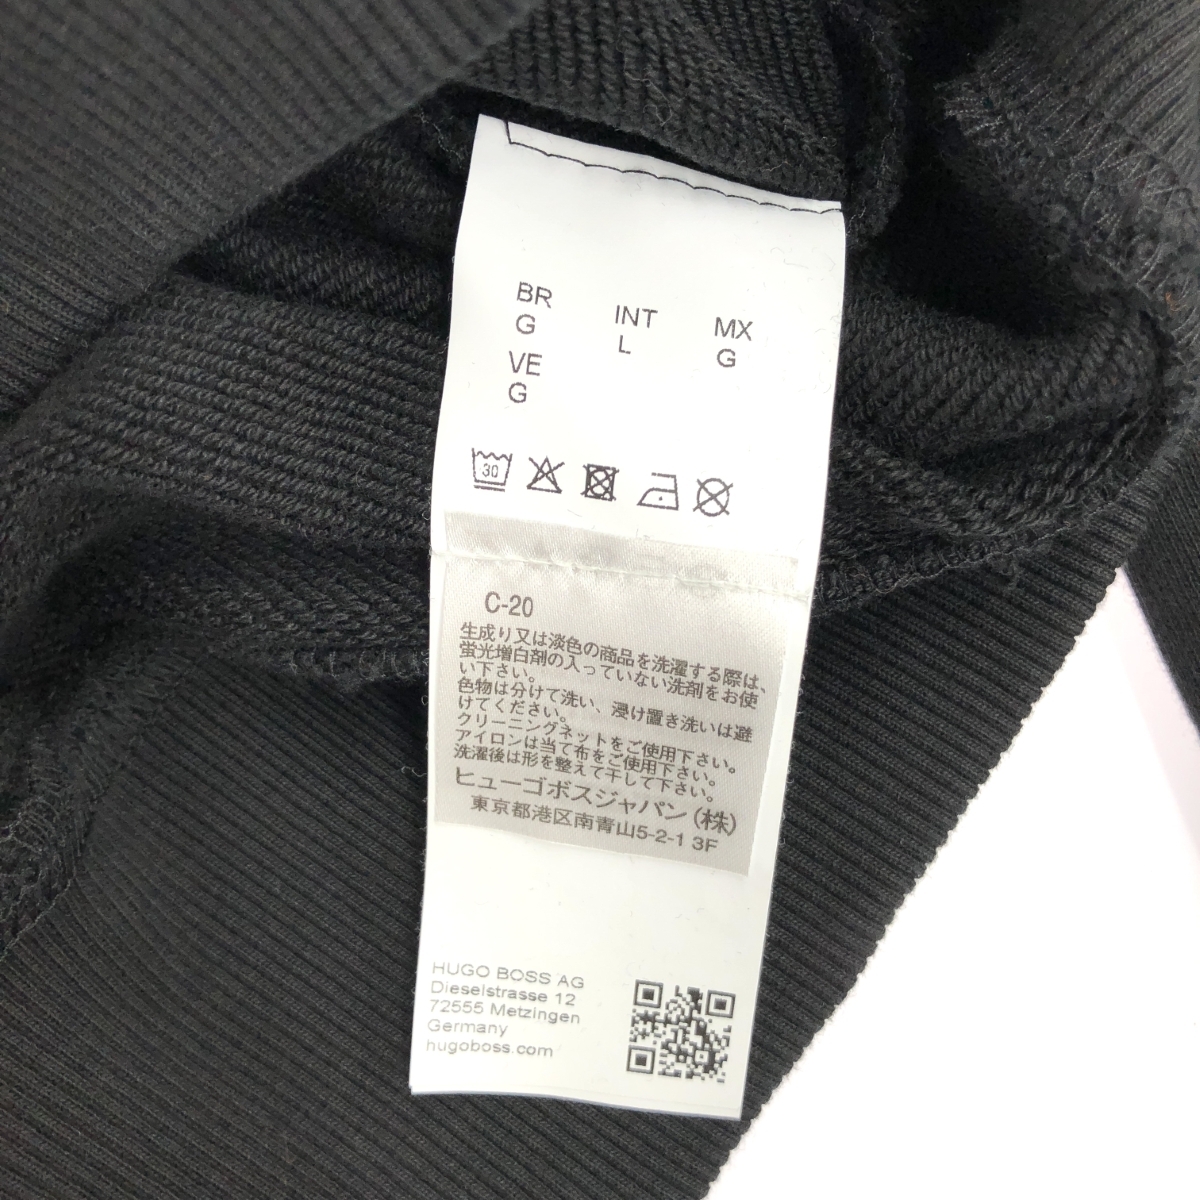 BR
G
INT
L
MX
G
VE
G
30
C-20
生成り又は淡色の商品を洗濯する際は、
蛍光増白剤の入っていない洗剤をお使
い下さい。
色物は分けて洗い、浸け置き洗いは避
けてください。
クリーニングネットをご使用下さい。
アイロンは当て布をご使用下さい。
洗濯後は形を整えて干して下さい。
ヒューゴボスジャパン(株)
東京都港区南青山5-2-1 3F
HUGO BOSS AG
Dieselstrasse 12
72555 Metzingen
Germany
hugoboss.com